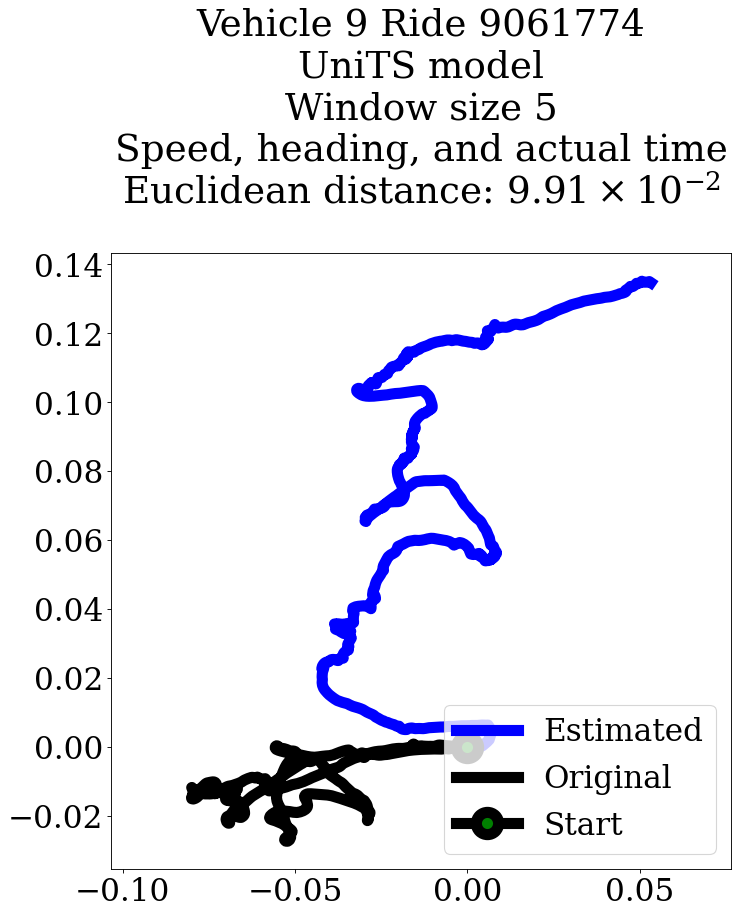 Vehicle 9 Ride 9061774
UniTS model
Window size 5
Speed, heading, and actual time
Euclidean distance: 9.91 × 10⁻²
0.14
0.12
0.10
0.08
0.06
0.04
0.02
0.00
−0.02
Estimated
Original
Start
−0.10 −0.05 0.00 0.05